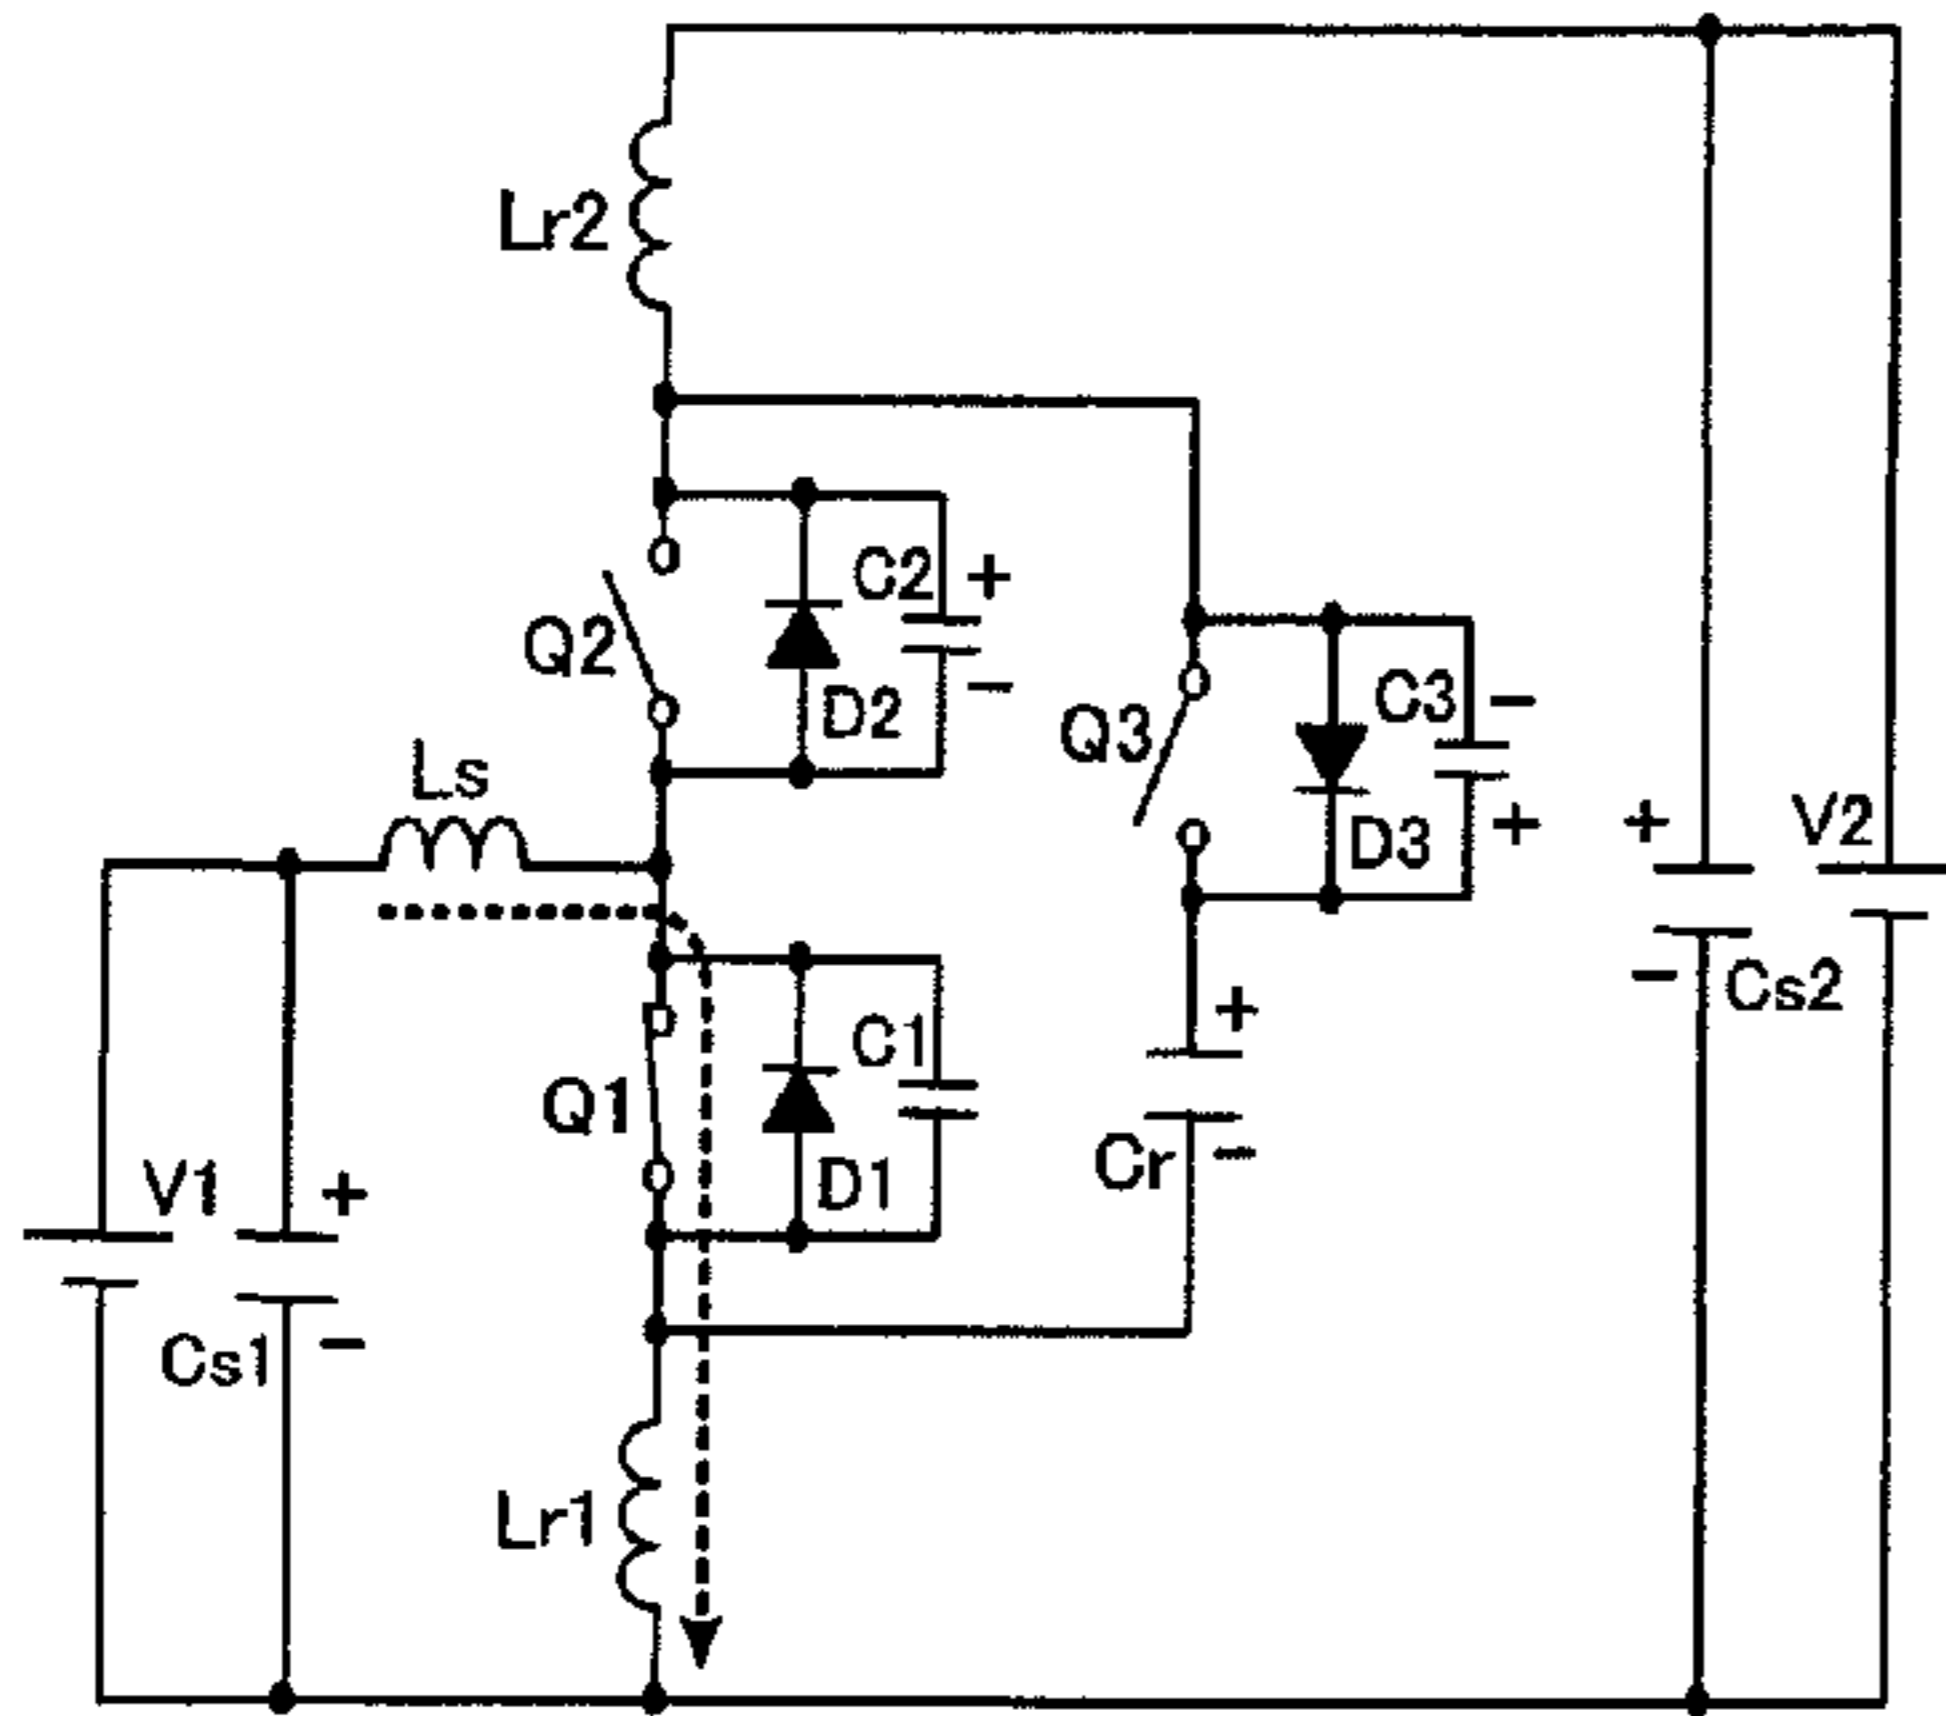 Lr2
C2 +
Q2
D2 -
C3 -
Q3
Ls
D3 +
+ V2
- Cs2
+
C1
Q1
Cr -
V1 +
D1
Cs1 -
Lr1